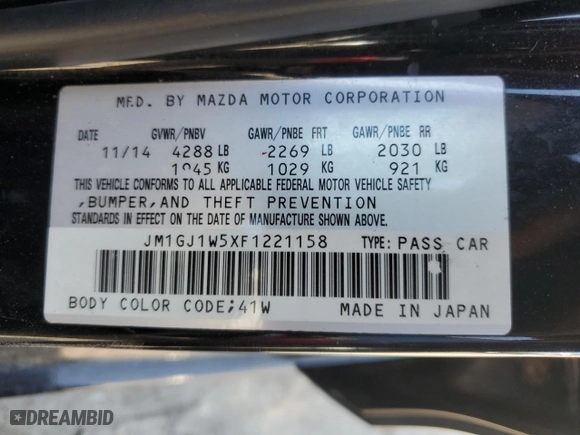 MFD. BY MAZDA MOTOR CORPORATION
DATE GVWR/PNBV GAWR/PNBE FRT GAWR/PNBE RR
11/14 4288 LB 2269 LB 2030 LB
KG 1029 KG 921 KG
THIS VEHICLE CONFORMS TO ALL APPLICABLE FEDERAL MOTOR VEHICLE SAFETY
,BUMPER,AND THEFT PREVENTION
STANDARDS IN EFFECT ON THE DATE OF MANUFACTURE SHOWN ABOVE.
JM1GJ1W5XF1221158 TYPE: PASS CAR
BODY COLOR CODE;41W MADE IN JAPAN
DREAMBID